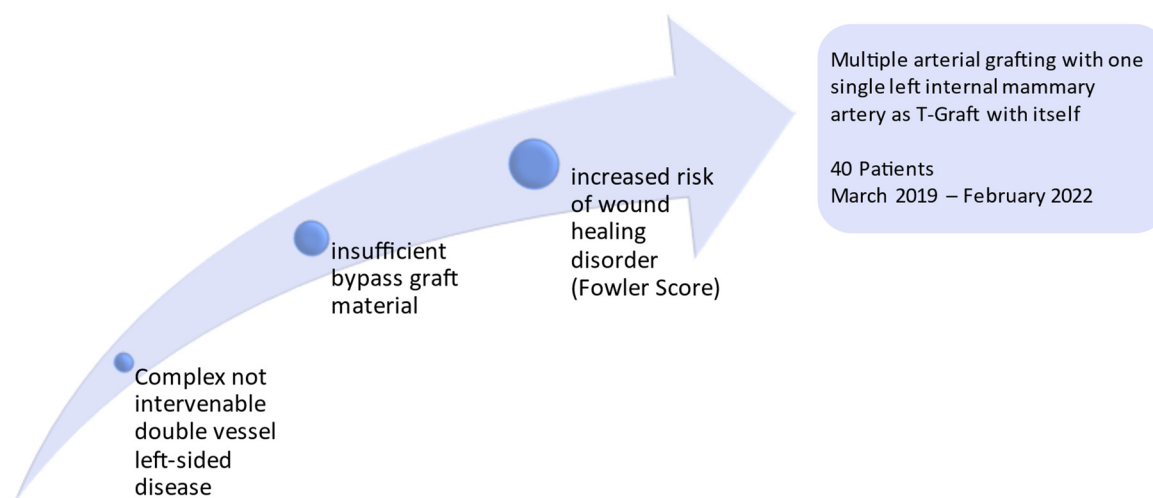 Multiple arterial grafting with one
single left internal mammary
artery as T-Graft with itself
40 Patients
March 2019 – February 2022
increased risk
of wound
healing
disorder
(Fowler Score)
insufficient
bypass graft
material
Complex not
intervenable
double vessel
left-sided
disease